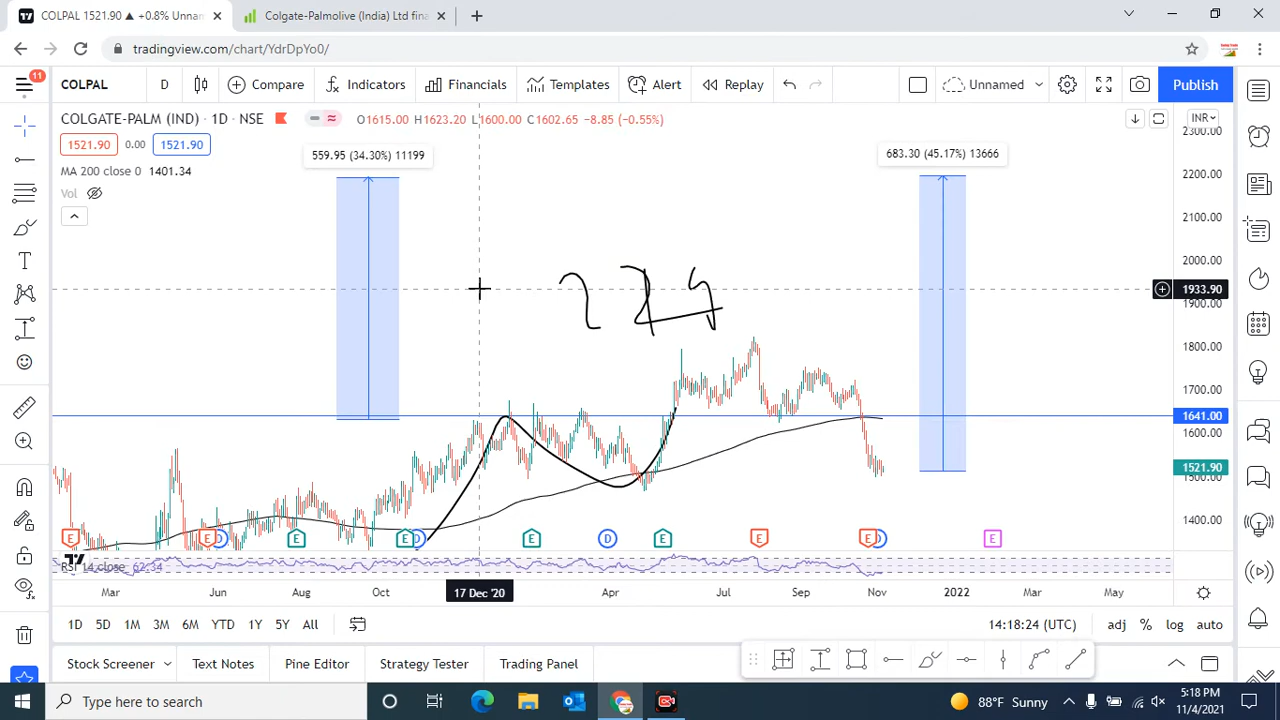 COLPAL 1521.90 ▲ +0.8% Unnam
Colgate-Palmolive (India) Ltd fina
tradingview.com/chart/YdrDpYo0/
11
COLPAL D Compare Indicators Financials Templates Alert Replay Unnamed Publish
COLGATE-PALM (IND) · 1D · NSE O1615.00 H1623.20 L1600.00 C1602.65 -8.85 (-0.55%)
INR
1521.90 0.00 1521.90
MA 200 close 0 1401.34
Vol
559.95 (34.30%) 11199
683.30 (45.17%) 13666
2300.00
2200.00
2100.00
2000.00
1933.90
1900.00
1800.00
1700.00
1641.00
1600.00
1521.90
1500.00
1400.00
E E D E E D E D E E E D E
RSI 14 close 62.34
Mar Jun Aug Oct 17 Dec '20 Apr Jul Sep Nov 2022 Mar May
1D 5D 1M 3M 6M YTD 1Y 5Y All 14:18:24 (UTC) adj % log auto
Stock Screener Text Notes Pine Editor Strategy Tester Trading Panel
Type here to search
88°F Sunny
5:18 PM
11/4/2021